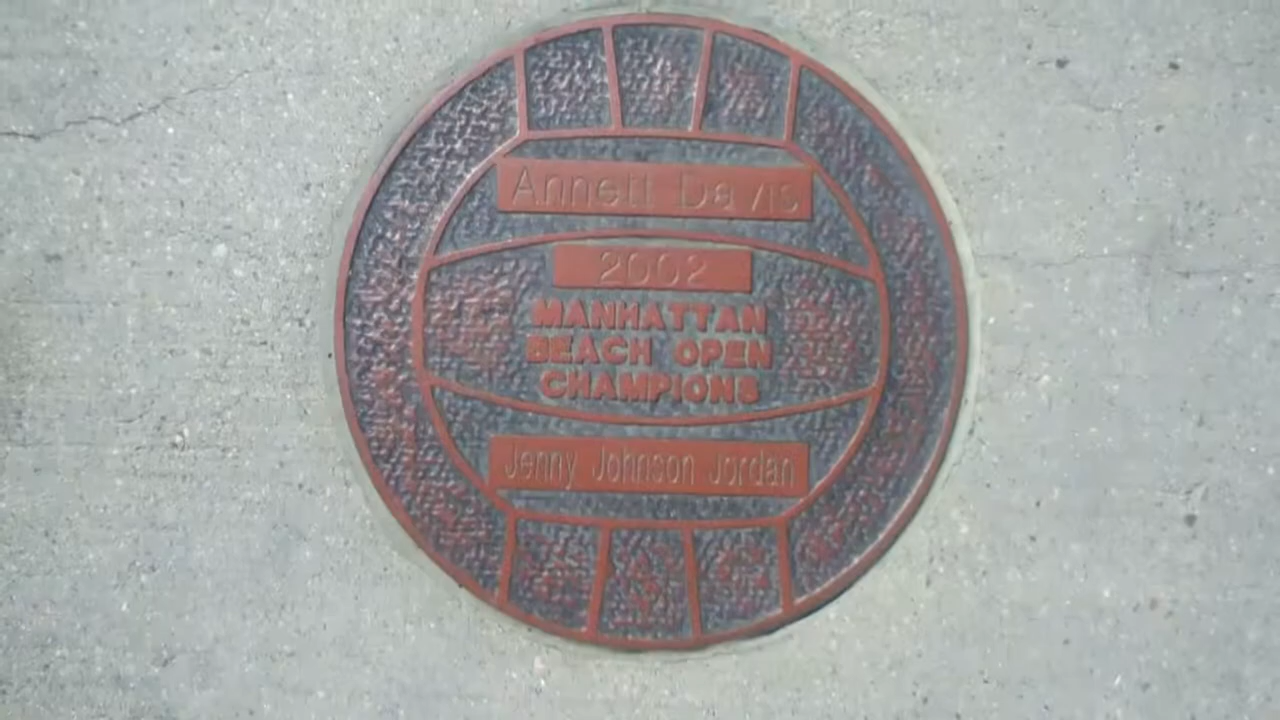 Annett Davis
2002
MANHATTAN
BEACH OPEN
CHAMPIONS
Jenny Johnson Jordan